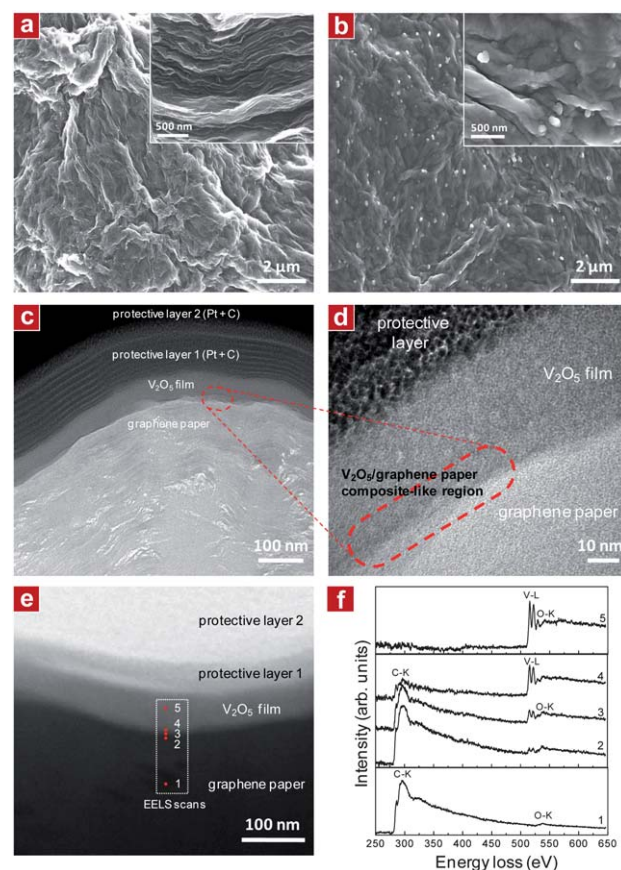 a
500 nm
2 μm
b
500 nm
2 μm
c
protective layer 2 (Pt + C)
protective layer 1 (Pt + C)
V₂O₅ film
graphene paper
100 nm
d
protective
layer
V₂O₅ film
V₂O₅/graphene paper
composite-like region
graphene paper
10 nm
e
protective layer 2
protective layer 1
V₂O₅ film
5
4
3
2
1
graphene paper
EELS scans
100 nm
f
Intensity (arb. units)
V-L
O-K
5
V-L
C-K
4
O-K
3
2
C-K
O-K
1
250 300 350 400 450 500 550 600 650
Energy loss (eV)